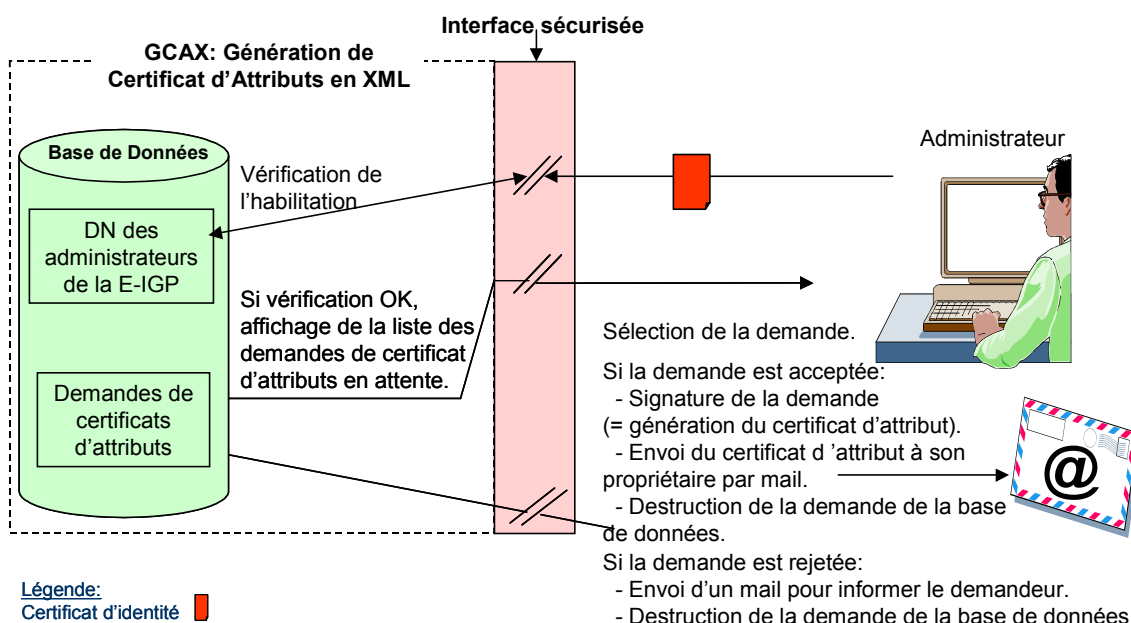 Interface sécurisée
GCAX: Génération de
Certificat d'Attributs en XML
Base de Données
Administrateur
Vérification de
l'habilitation
DN des
administrateurs
de la E-IGP
Si vérification OK,
affichage de la liste des
demandes de certificat
d'attributs en attente.
Demandes de
certificats
d'attributs
Sélection de la demande.
Si la demande est acceptée:
- Signature de la demande
(= génération du certificat d'attribut).
- Envoi du certificat d 'attribut à son
propriétaire par mail.
- Destruction de la demande de la base
de données.
Si la demande est rejetée:
- Envoi d'un mail pour informer le demandeur.
- Destruction de la demande de la base de données
@
Légende:
Certificat d'identité